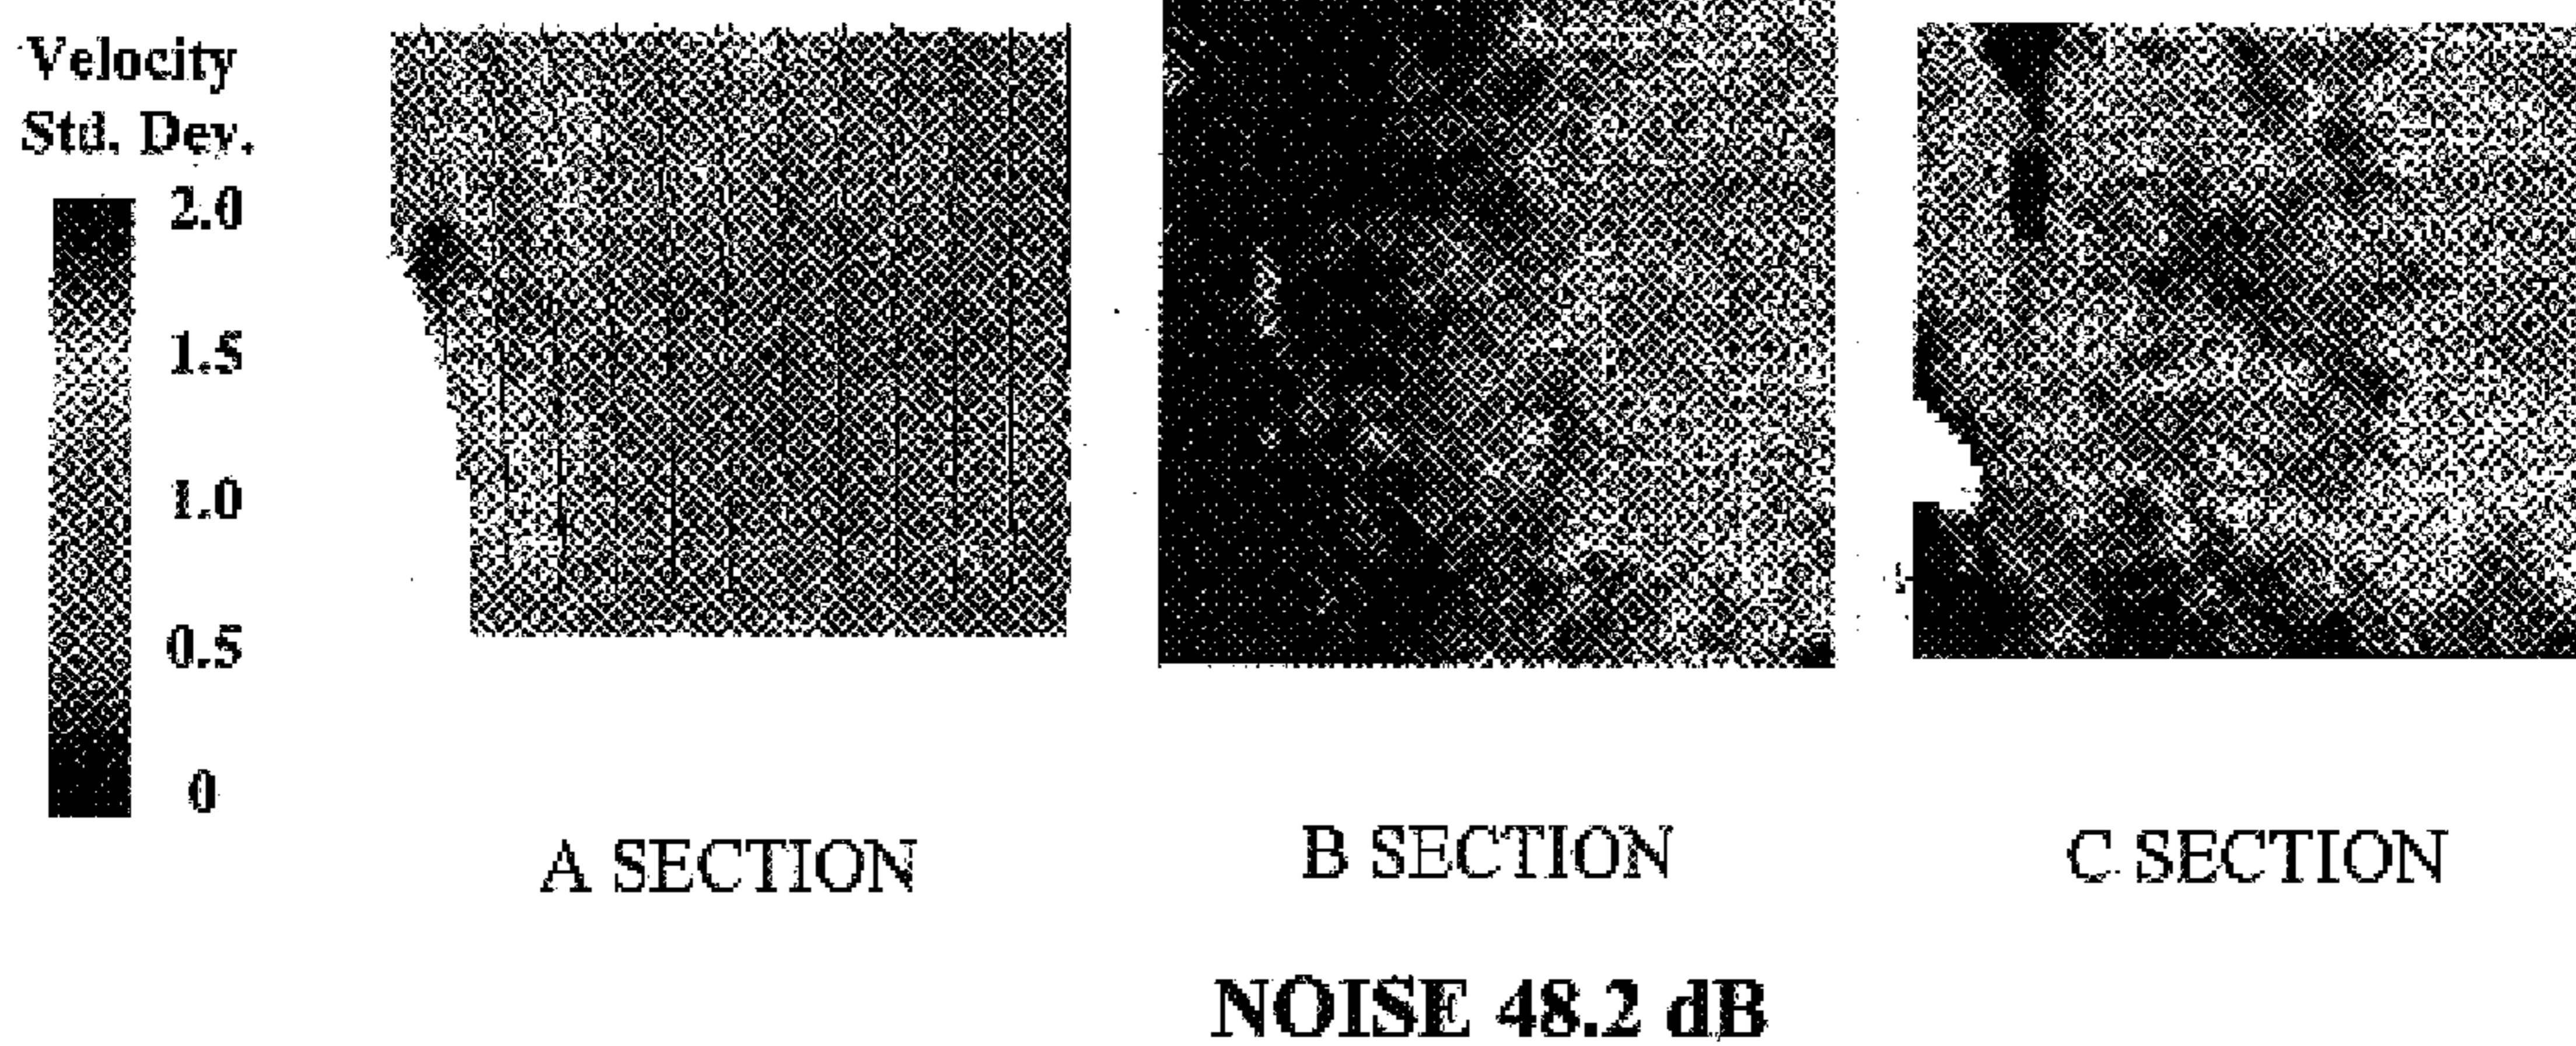 Velocity
Std. Dev.
2.0
1.5
1.0
0.5
0
A SECTION
B SECTION
C SECTION
NOISE 48.2 dB